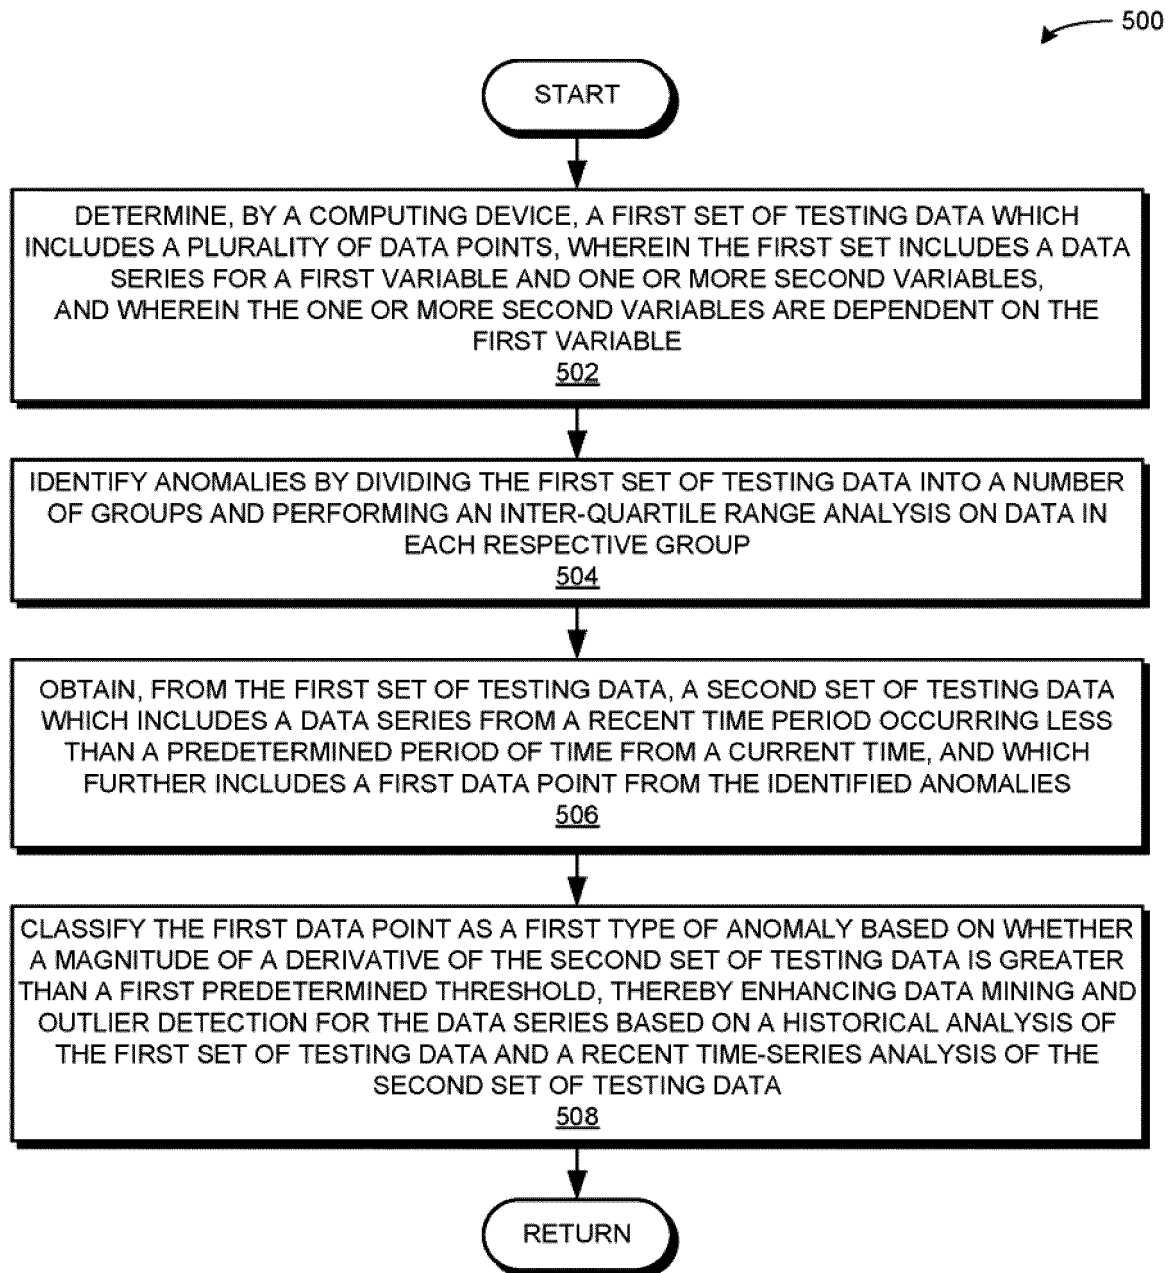 500
START
DETERMINE, BY A COMPUTING DEVICE, A FIRST SET OF TESTING DATA WHICH
INCLUDES A PLURALITY OF DATA POINTS, WHEREIN THE FIRST SET INCLUDES A DATA
SERIES FOR A FIRST VARIABLE AND ONE OR MORE SECOND VARIABLES,
AND WHEREIN THE ONE OR MORE SECOND VARIABLES ARE DEPENDENT ON THE
FIRST VARIABLE
502
IDENTIFY ANOMALIES BY DIVIDING THE FIRST SET OF TESTING DATA INTO A NUMBER
OF GROUPS AND PERFORMING AN INTER-QUARTILE RANGE ANALYSIS ON DATA IN
EACH RESPECTIVE GROUP
504
OBTAIN, FROM THE FIRST SET OF TESTING DATA, A SECOND SET OF TESTING DATA
WHICH INCLUDES A DATA SERIES FROM A RECENT TIME PERIOD OCCURRING LESS
THAN A PREDETERMINED PERIOD OF TIME FROM A CURRENT TIME, AND WHICH
FURTHER INCLUDES A FIRST DATA POINT FROM THE IDENTIFIED ANOMALIES
506
CLASSIFY THE FIRST DATA POINT AS A FIRST TYPE OF ANOMALY BASED ON WHETHER
A MAGNITUDE OF A DERIVATIVE OF THE SECOND SET OF TESTING DATA IS GREATER
THAN A FIRST PREDETERMINED THRESHOLD, THEREBY ENHANCING DATA MINING AND
OUTLIER DETECTION FOR THE DATA SERIES BASED ON A HISTORICAL ANALYSIS OF
THE FIRST SET OF TESTING DATA AND A RECENT TIME-SERIES ANALYSIS OF THE
SECOND SET OF TESTING DATA
508
RETURN